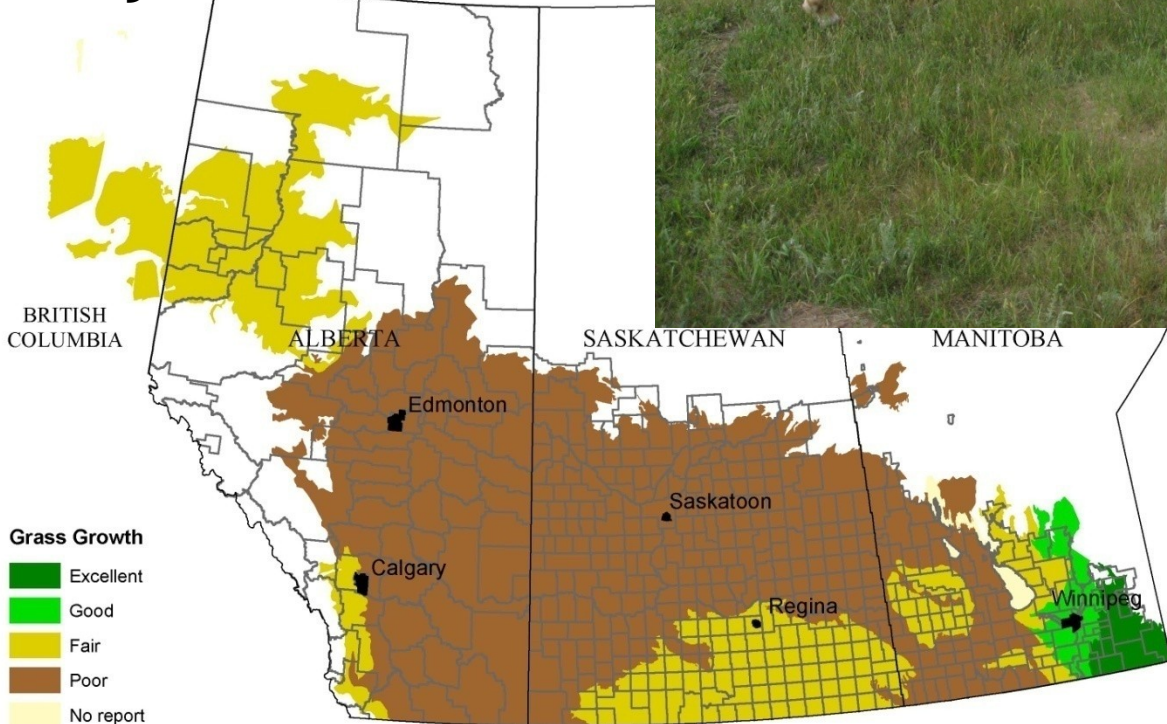 BRITISH
COLUMBIA
ALBERTA
SASKATCHEWAN
MANITOBA
Edmonton
Saskatoon
Calgary
Regina
Winnipeg
Grass Growth
Excellent
Good
Fair
Poor
No report